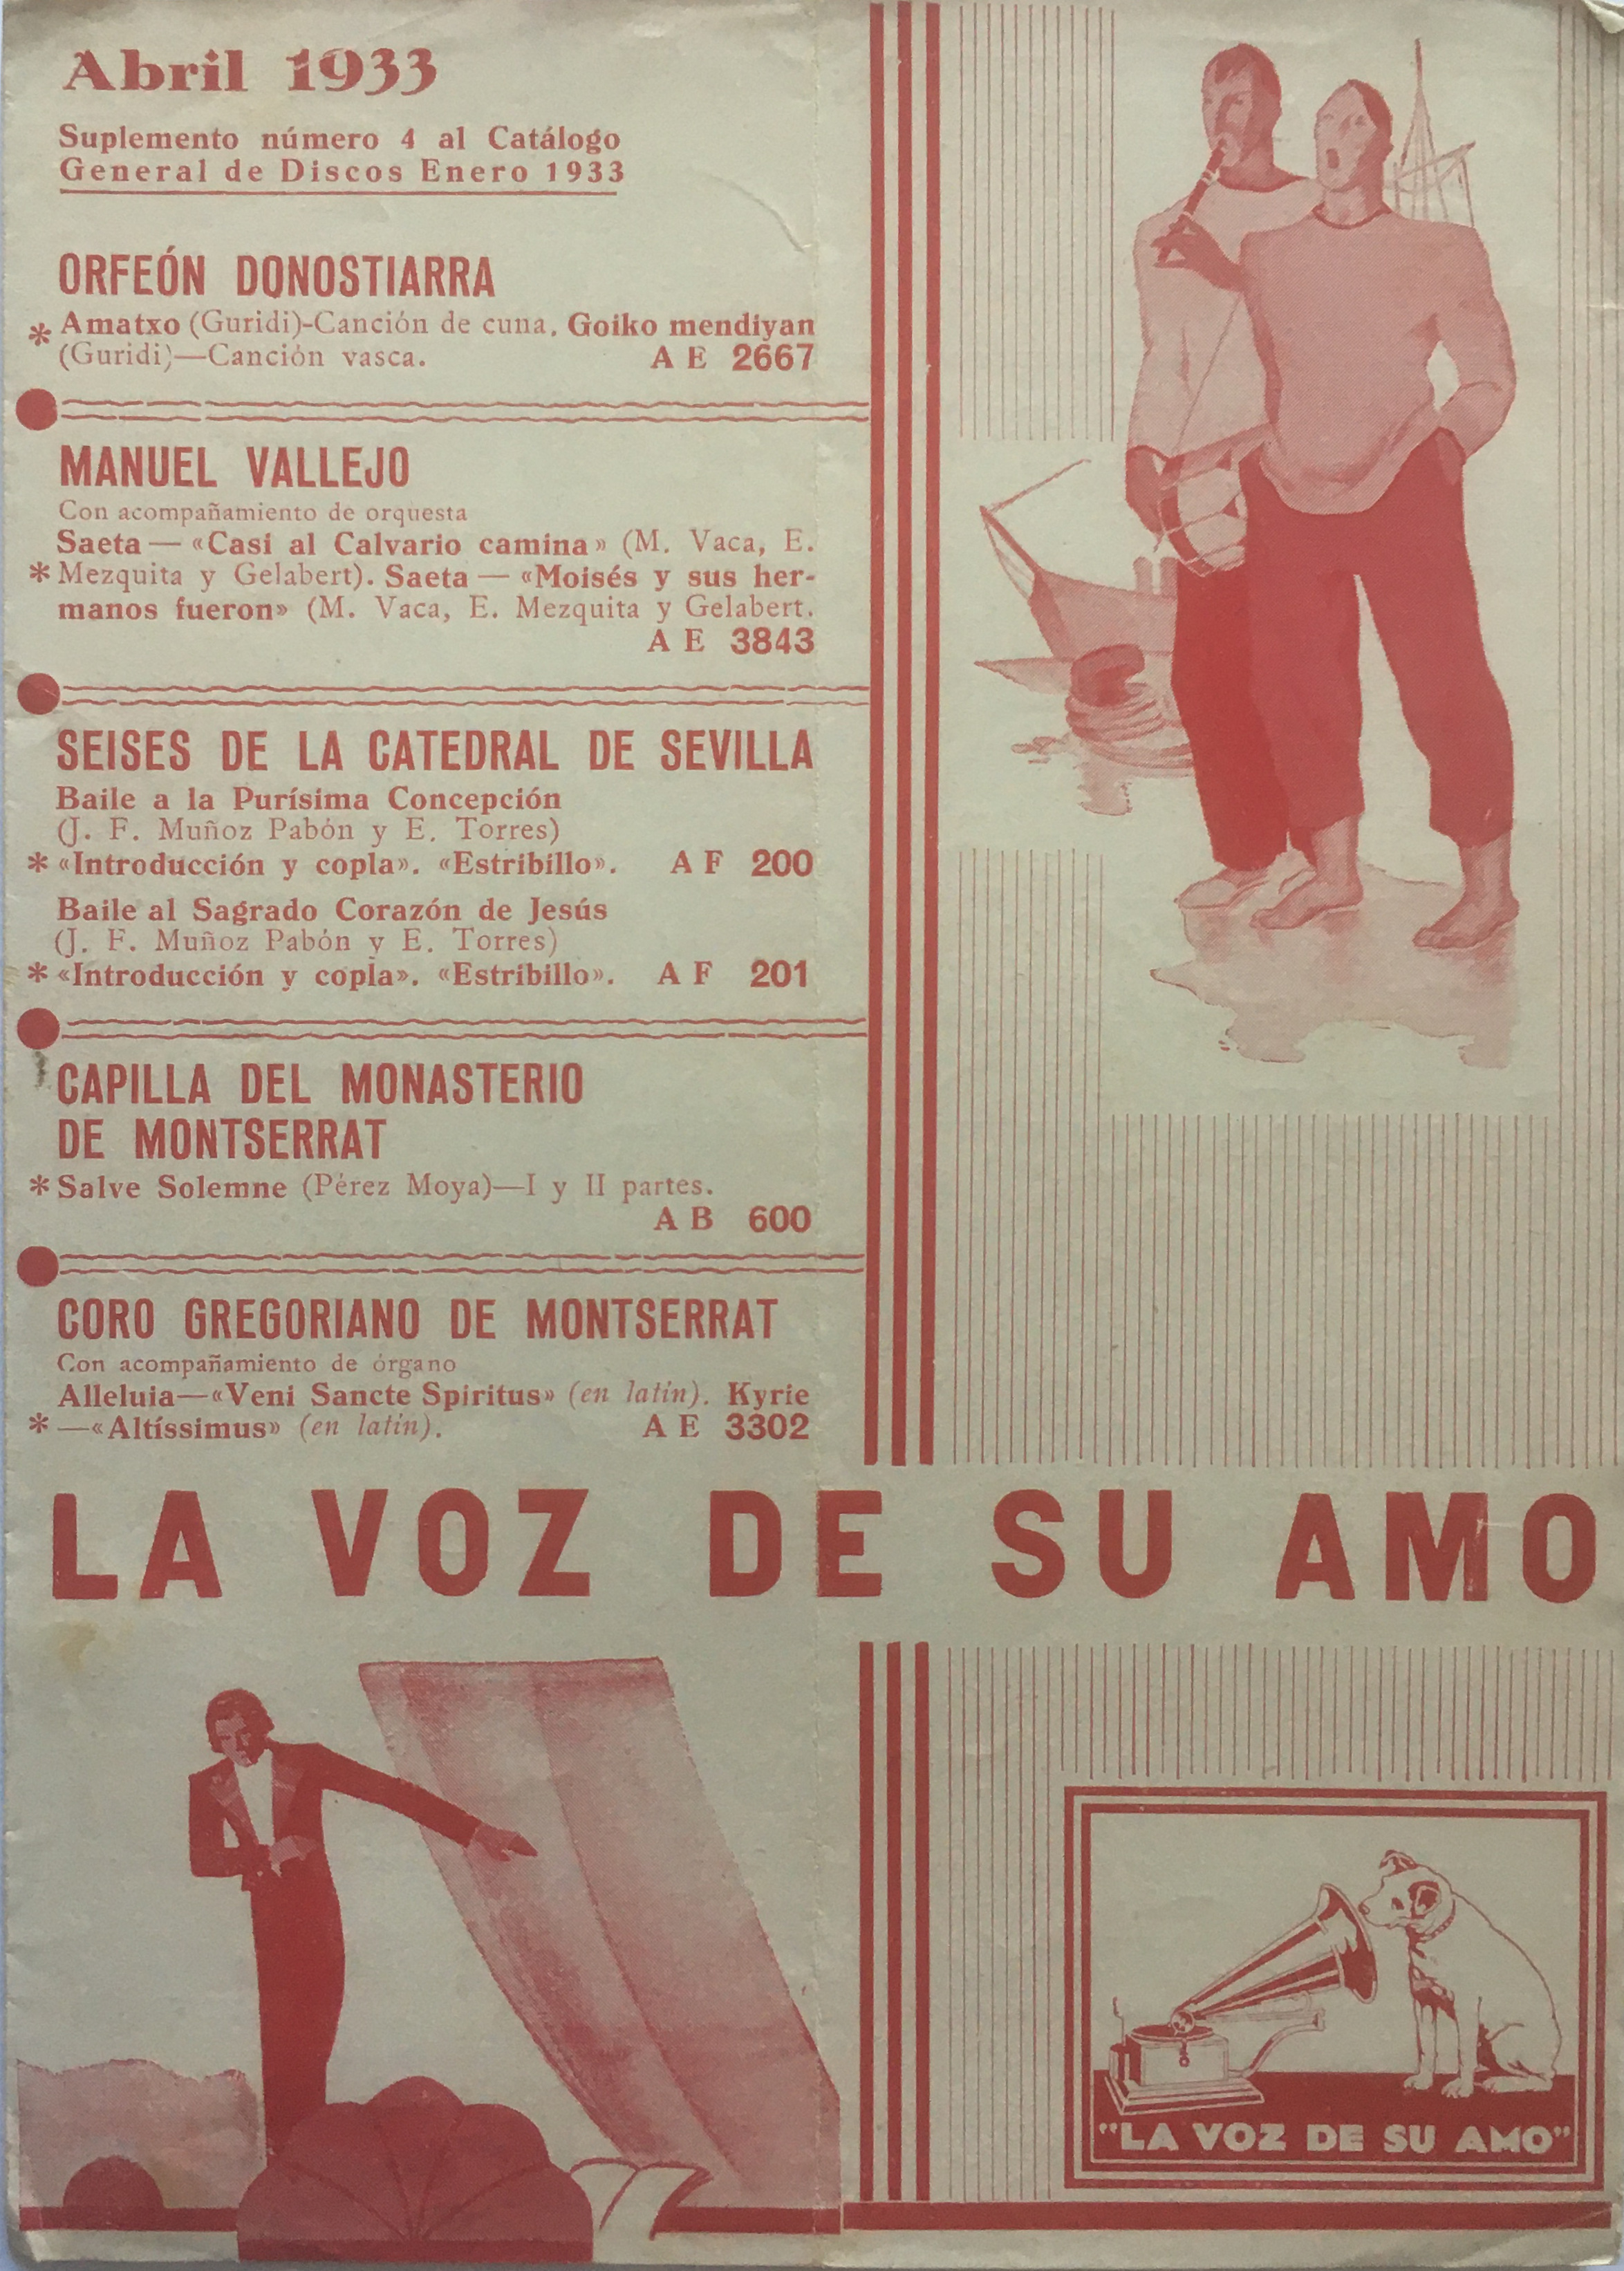 Abril 1933
Suplemento número 4 al Catálogo
General de Discos Enero 1933
ORFEÓN DONOSTIARRA
* Amatxo (Guridi)-Canción de cuna. Goiko mendiyan
(Guridi)—Canción vasca. A E 2667
MANUEL VALLEJO
Con acompañamiento de orquesta
Saeta — «Casi al Calvario camina» (M. Vaca, E.
* Mezquita y Gelabert). Saeta — «Moisés y sus her-
manos fueron» (M. Vaca, E. Mezquita y Gelabert.
A E 3843
SEISES DE LA CATEDRAL DE SEVILLA
Baile a la Purísima Concepción
(J. F. Muñoz Pabón y E. Torres)
* «Introducción y copla». «Estribillo». A F 200
Baile al Sagrado Corazón de Jesús
(J. F. Muñoz Pabón y E. Torres)
* «Introducción y copla». «Estribillo». A F 201
CAPILLA DEL MONASTERIO
DE MONTSERRAT
* Salve Solemne (Pérez Moya)—I y II partes.
A B 600
CORO GREGORIANO DE MONTSERRAT
Con acompañamiento de órgano
Alleluia—«Veni Sancte Spiritus» (en latín). Kyrie
* —«Altíssimus» (en latín). A E 3302
LA VOZ DE SU AMO
"LA VOZ DE SU AMO"